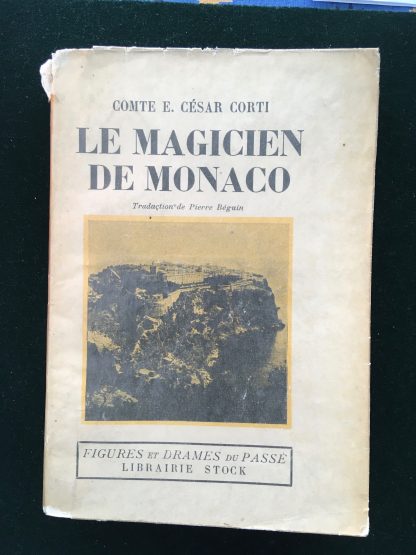 COMTE E. CÉSAR CORTI
LE MAGICIEN
DE MONACO
Traduction de Pierre Béguin
FIGURES ET DRAMES DU PASSÉ
LIBRAIRIE STOCK